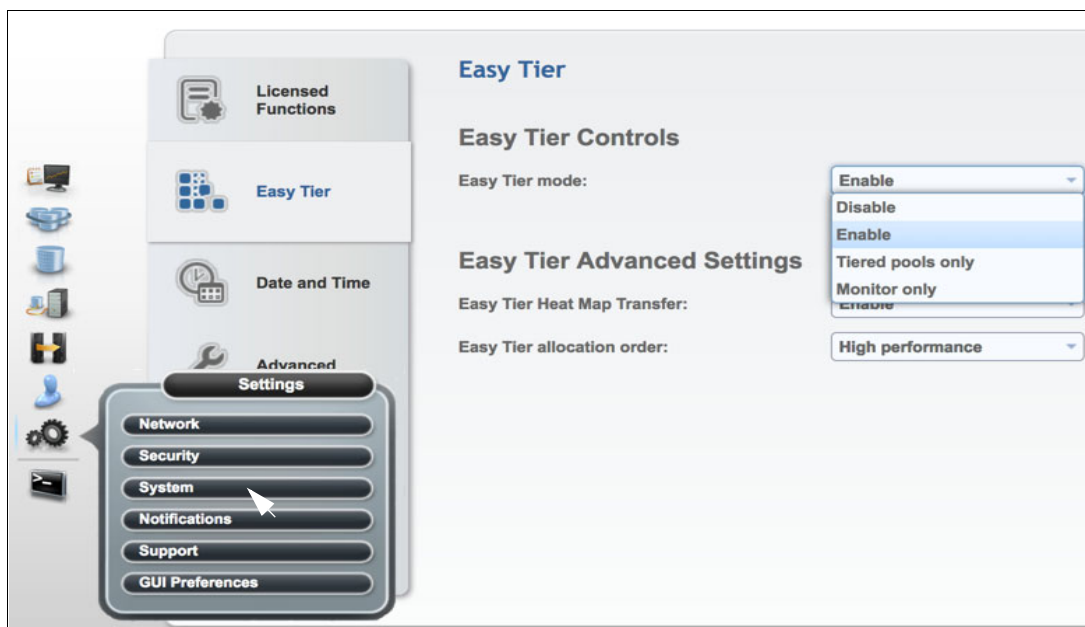 Licensed
Functions
Easy Tier
Date and Time
Advanced
Settings
Network
Security
System
Notifications
Support
GUI Preferences
Easy Tier
Easy Tier Controls
Easy Tier mode:
Enable
Disable
Enable
Tiered pools only
Monitor only
Easy Tier Advanced Settings
Easy Tier Heat Map Transfer:
Enable
Easy Tier allocation order:
High performance